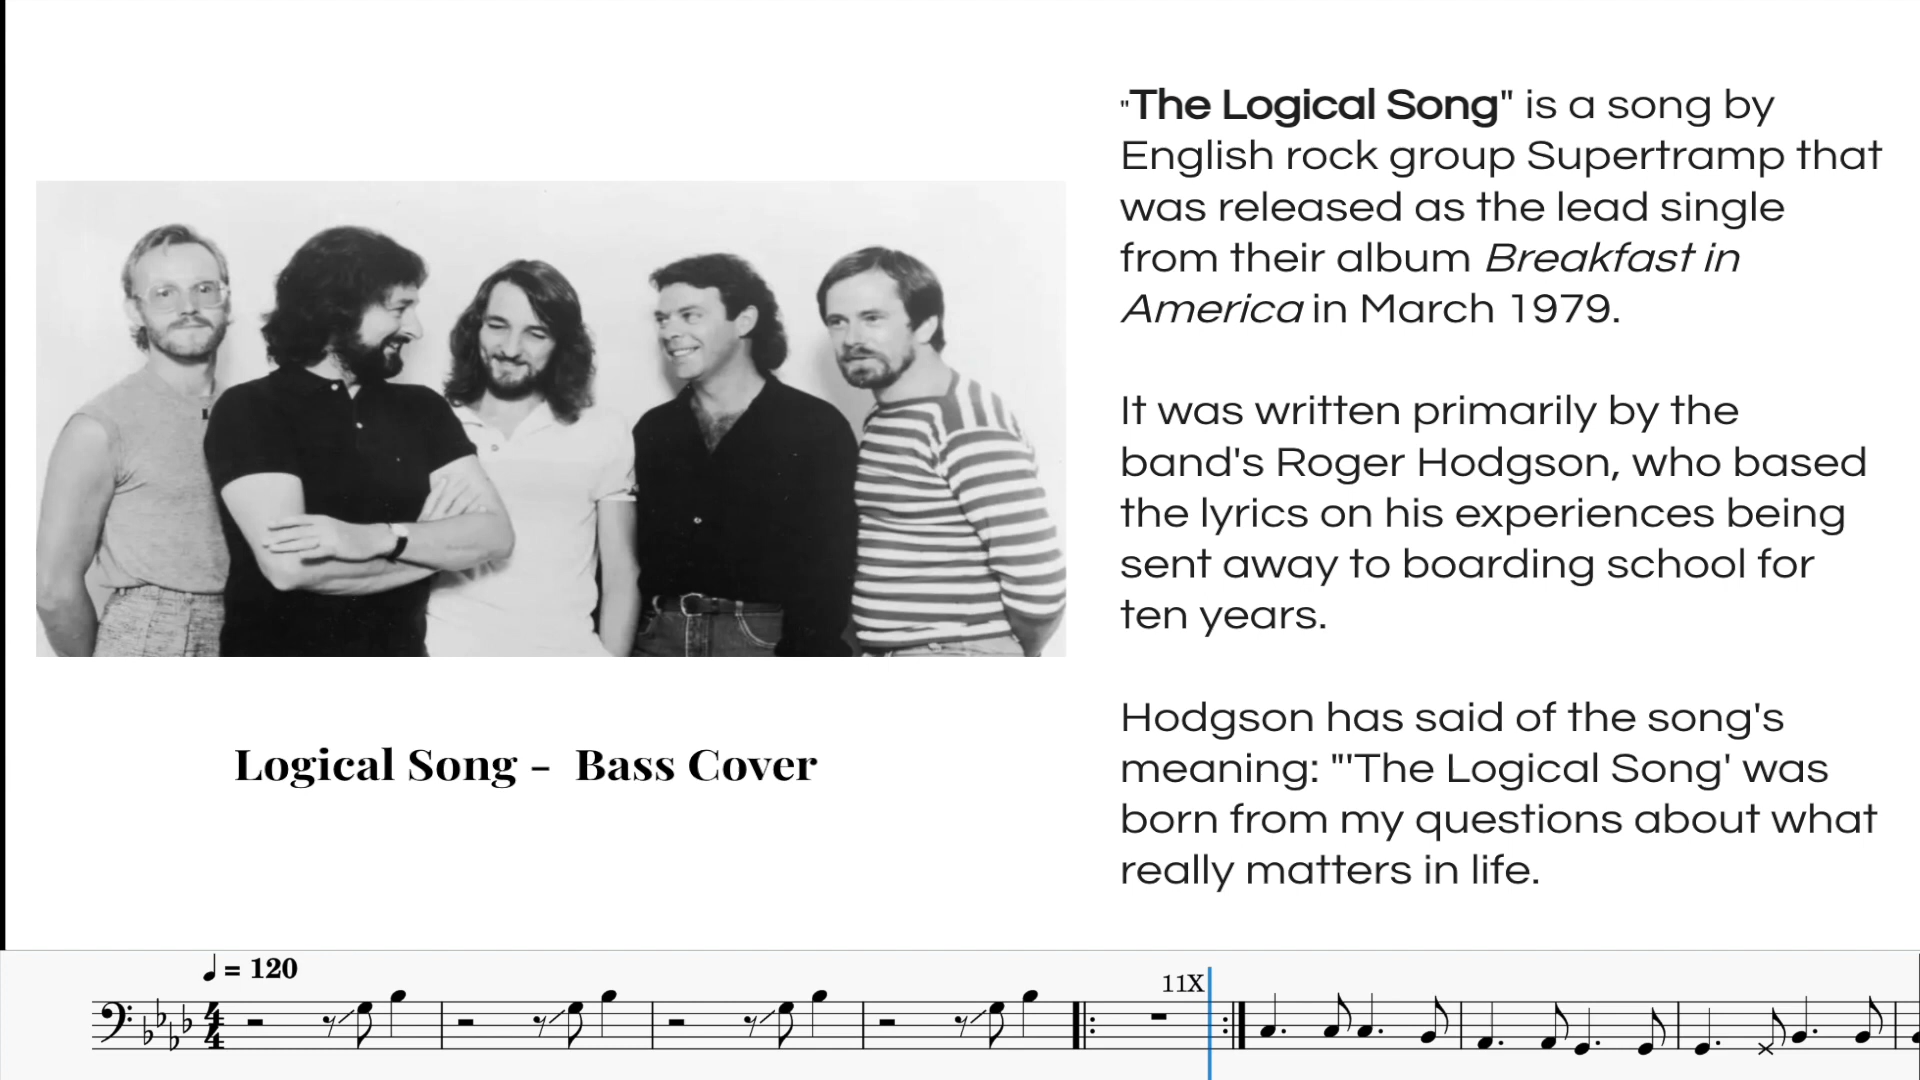 "The Logical Song" is a song by
English rock group Supertramp that
was released as the lead single
from their album Breakfast in
America in March 1979.
It was written primarily by the
band's Roger Hodgson, who based
the lyrics on his experiences being
sent away to boarding school for
ten years.
Hodgson has said of the song's
meaning: "'The Logical Song' was
born from my questions about what
really matters in life.
Logical Song - Bass Cover
♩ = 120
11X
4
4